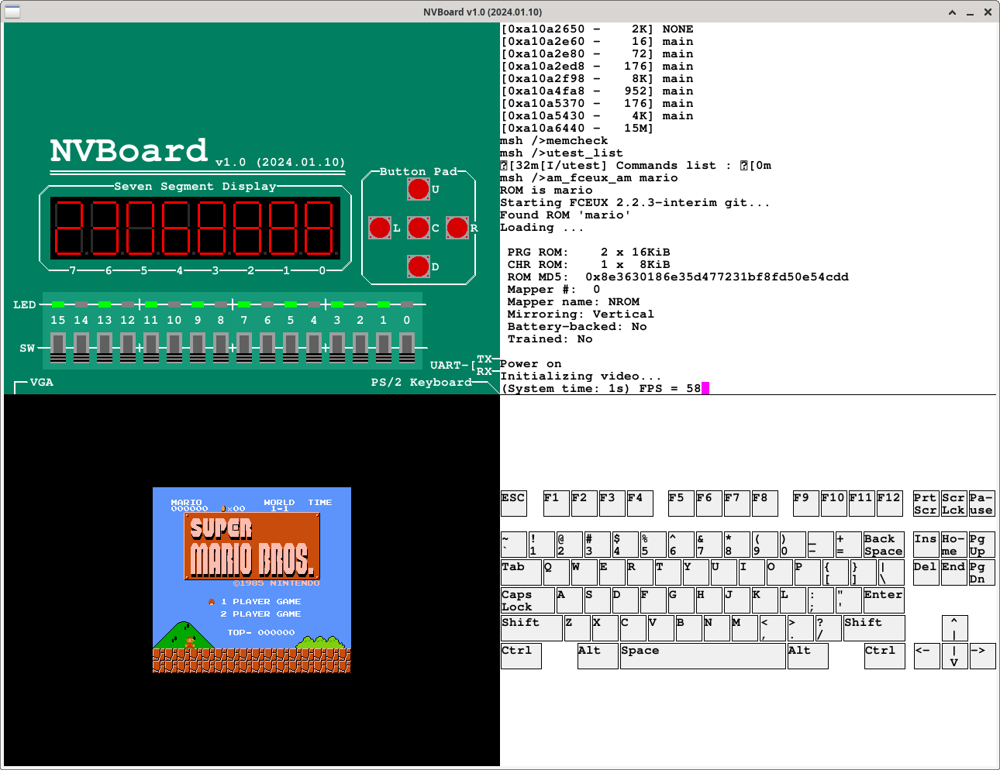 NVBoard v1.0 (2024.01.10)
NVBoard v1.0 (2024.01.10)
Seven Segment Display
7 6 5 4 3 2 1 0
Button Pad
U
L C R
D
LED
15 14 13 12 11 10 9 8 7 6 5 4 3 2 1 0
SW
UART-[ TX
RX
VGA
PS/2 Keyboard
[0xa10a2650 - 2K] NONE
[0xa10a2e60 - 16] main
[0xa10a2e80 - 72] main
[0xa10a2ed8 - 176] main
[0xa10a2f98 - 8K] main
[0xa10a4fa8 - 952] main
[0xa10a5370 - 176] main
[0xa10a5430 - 4K] main
[0xa10a6440 - 15M]
msh />memcheck
msh />utest_list
[32m[I/utest] Commands list : [0m
msh />am_fceux_am mario
ROM is mario
Starting FCEUX 2.2.3-interim git...
Found ROM 'mario'
Loading ...
PRG ROM: 2 x 16KiB
CHR ROM: 1 x 8KiB
ROM MD5: 0x8e3630186e35d477231bf8fd50e54cdd
Mapper #: 0
Mapper name: NROM
Mirroring: Vertical
Battery-backed: No
Trained: No
Power on
Initializing video...
(System time: 1s) FPS = 58
MARIO WORLD TIME
000000 ×00 1-1
SUPER
MARIO BROS.
©1985 NINTENDO
1 PLAYER GAME
2 PLAYER GAME
TOP- 000000
ESC F1 F2 F3 F4 F5 F6 F7 F8 F9 F10 F11 F12 Prt Scr Pa-
Scr Lck use
~ ! @ # $ % ^ & * ( ) _ + Back Ins Ho- Pg
` 1 2 3 4 5 6 7 8 9 0 - = Space me Up
Tab Q W E R T Y U I O P { } | Del End Pg
[ ] \ Dn
Caps A S D F G H J K L : " Enter
Lock ; '
Shift Z X C V B N M < > ? Shift ^
, . / |
Ctrl Alt Space Alt Ctrl <- | ->
V